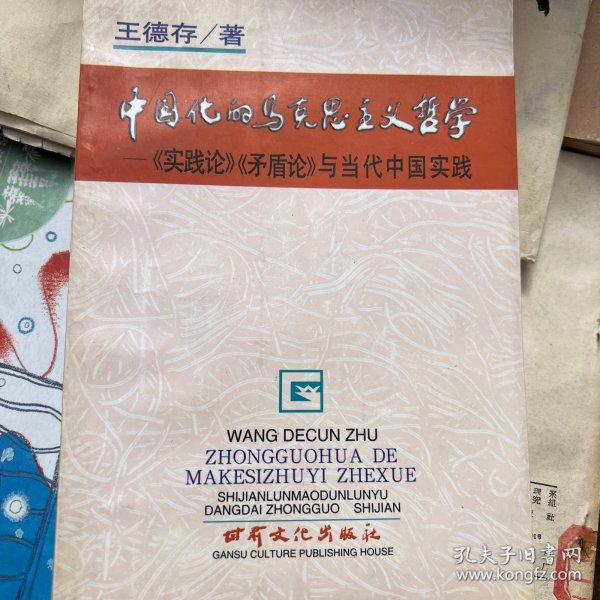 王德存/著
中国化的马克思主义哲学
——《实践论》《矛盾论》与当代中国实践
WANG DECUN ZHU
ZHONGGUOHUA DE
MAKESIZHUYI ZHEXUE
SHIJIANLUNMAODUNLUNYU
DANGDAI ZHONGGUO SHIJIAN
甘肃文化出版社
GANSU CULTURE PUBLISHING HOUSE
孔夫子旧书网
www.kongfz.com